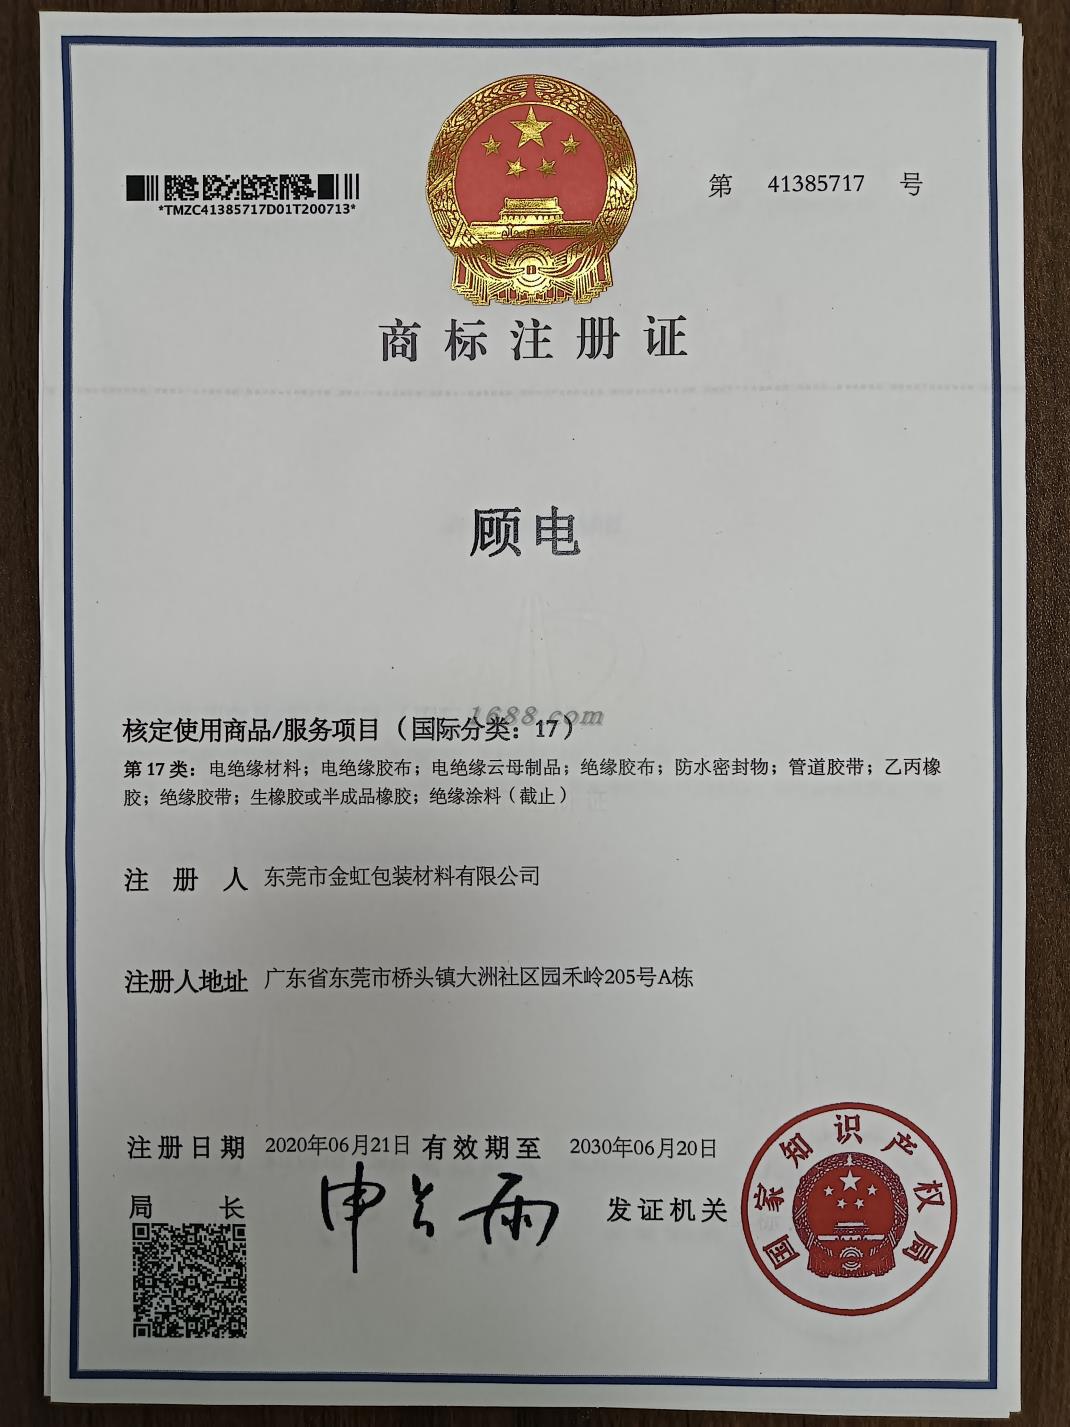 *TMZC41385717D01T200713*
第 41385717 号
商标注册证
顾电
1688.com
核定使用商品/服务项目（国际分类：17）
第17类：电绝缘材料；电绝缘胶布；电绝缘云母制品；绝缘胶布；防水密封物；管道胶带；乙丙橡
胶；绝缘胶带；生橡胶或半成品橡胶；绝缘涂料（截止）
注册人 东莞市金虹包装材料有限公司
注册人地址 广东省东莞市桥头镇大洲社区园禾岭205号A栋
注册日期 2020年06月21日 有效期至 2030年06月20日
局长 申长雨 发证机关
国家知识产权局